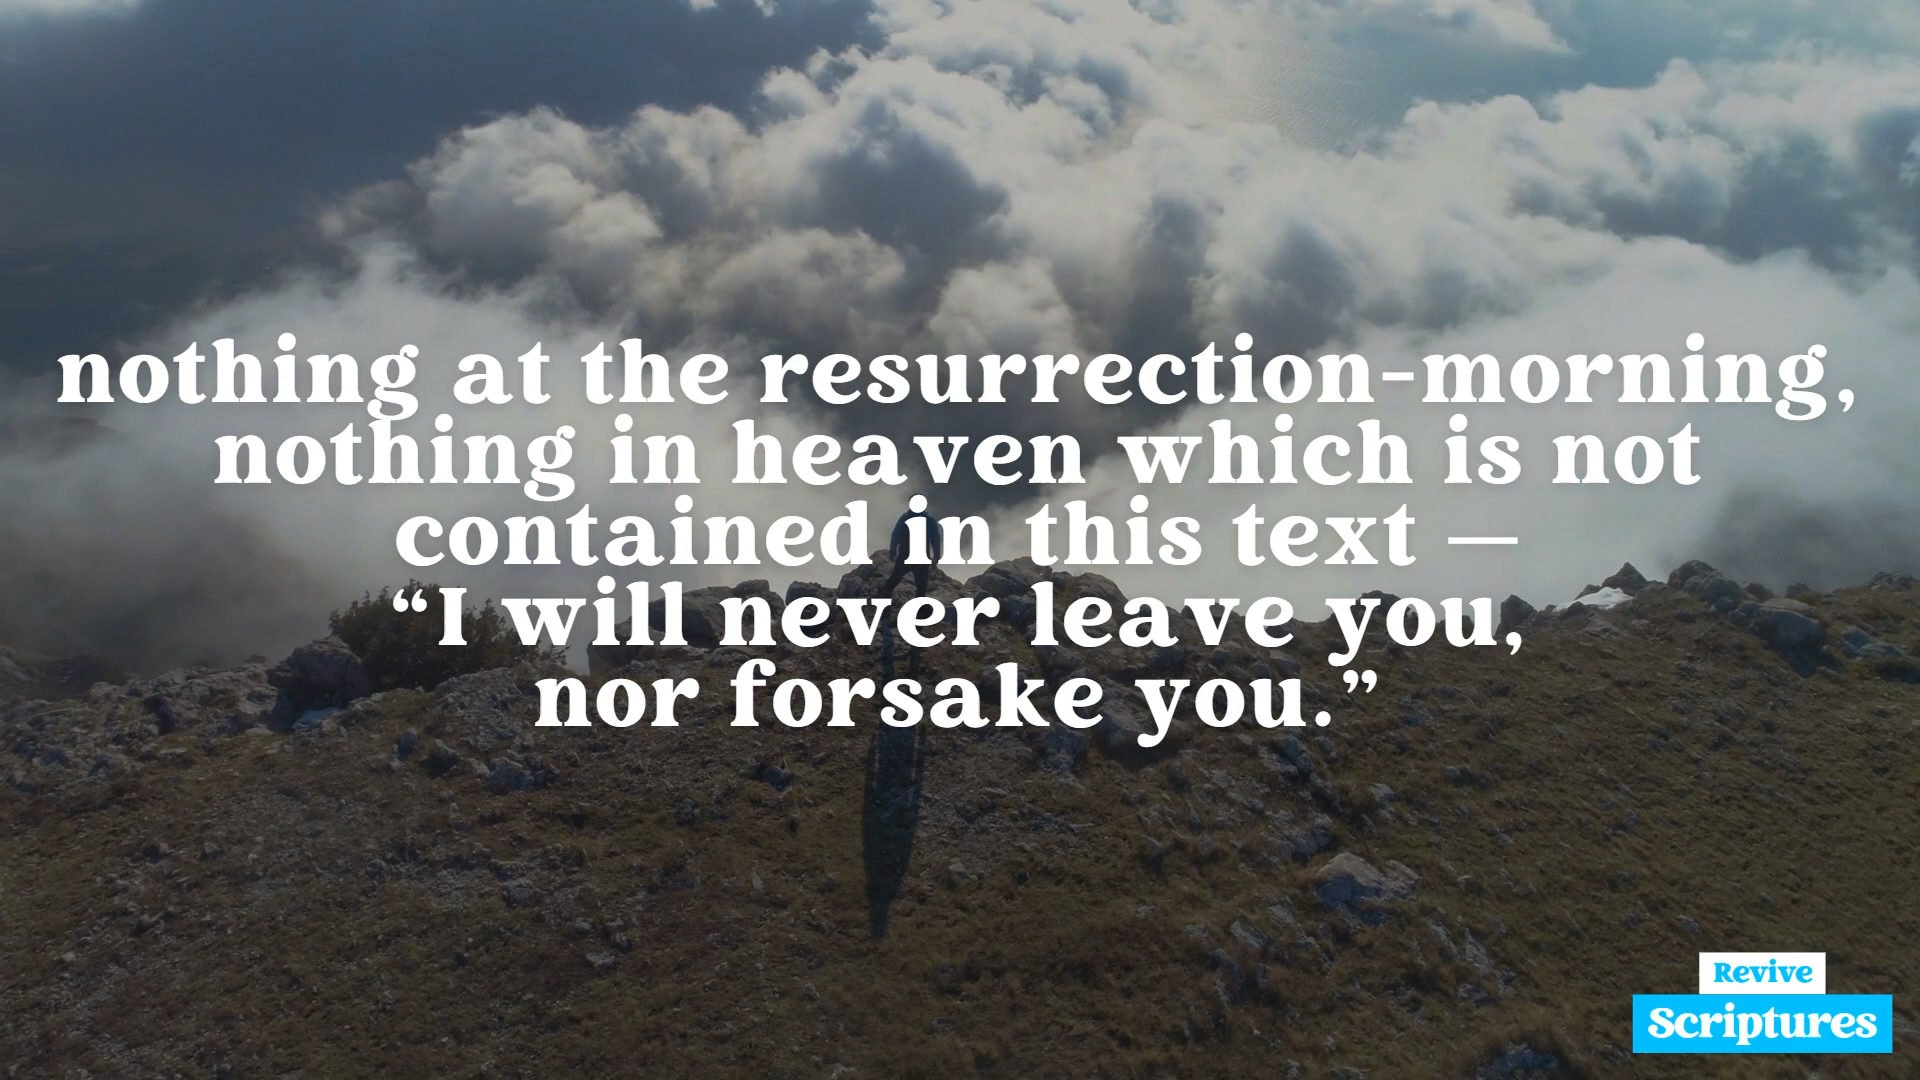 nothing at the resurrection-morning,
nothing in heaven which is not
contained in this text —
“I will never leave you,
nor forsake you.”
Revive
Scriptures